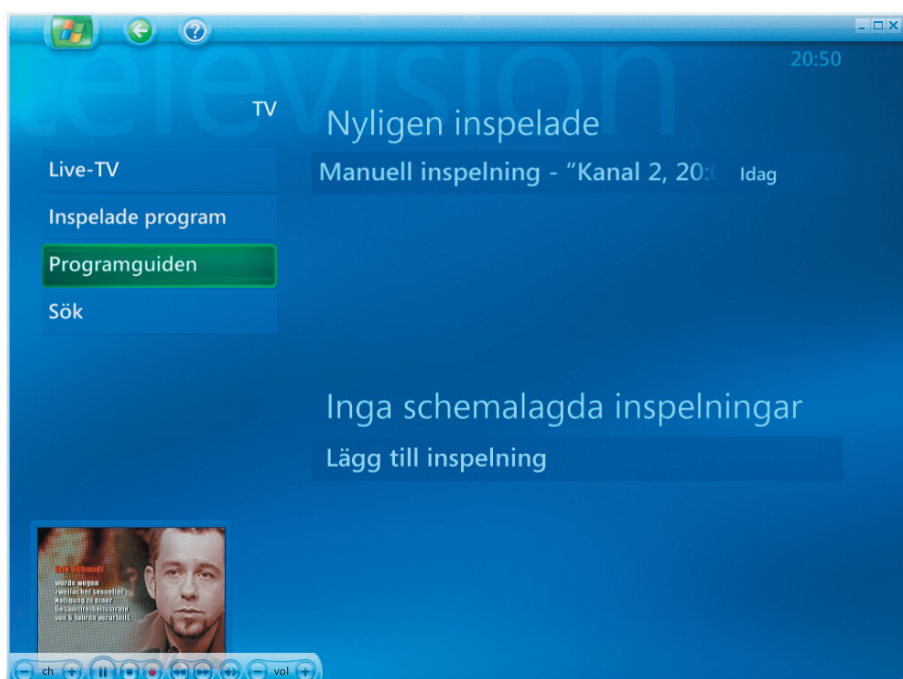 television
20:50
TV
Live-TV
Inspelade program
Programguiden
Sök
Nyligen inspelade
Manuell inspelning - "Kanal 2, 20:
Idag
Inga schemalagda inspelningar
Lägg till inspelning
Erik Schmidt
wurde wegen
zweifacher sexueller
Nötigung zu einer
Gesamtfreiheitsstrafe
von 6 Jahren verurteilt.
ch
vol